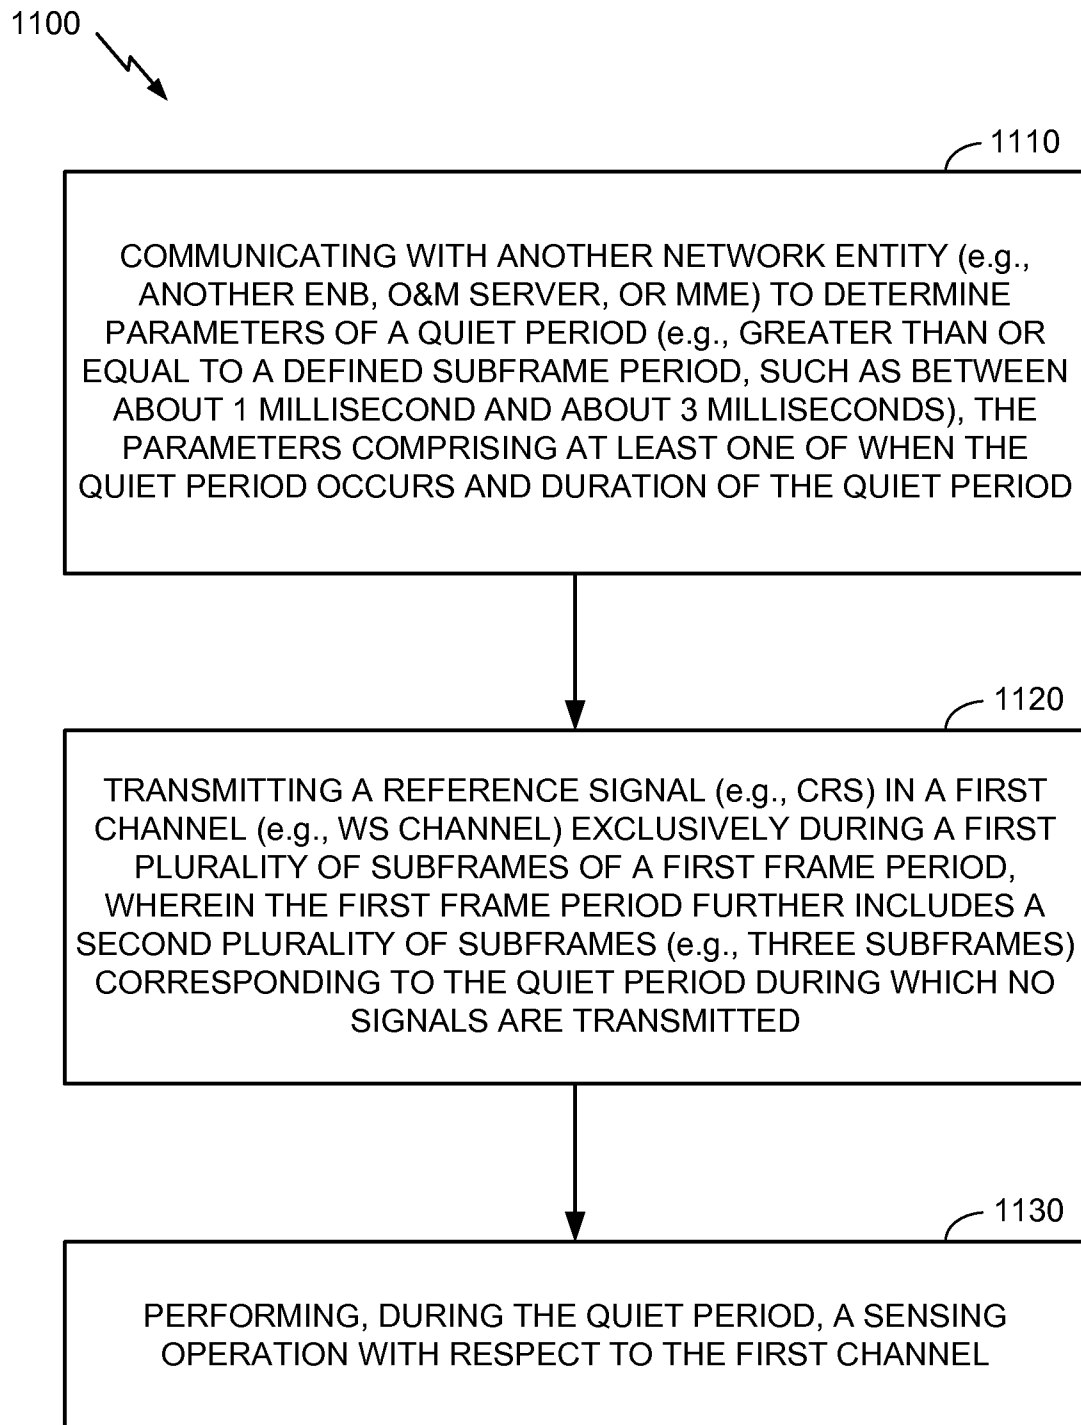 1100
1110
COMMUNICATING WITH ANOTHER NETWORK ENTITY (e.g.,
ANOTHER ENB, O&M SERVER, OR MME) TO DETERMINE
PARAMETERS OF A QUIET PERIOD (e.g., GREATER THAN OR
EQUAL TO A DEFINED SUBFRAME PERIOD, SUCH AS BETWEEN
ABOUT 1 MILLISECOND AND ABOUT 3 MILLISECONDS), THE
PARAMETERS COMPRISING AT LEAST ONE OF WHEN THE
QUIET PERIOD OCCURS AND DURATION OF THE QUIET PERIOD
1120
TRANSMITTING A REFERENCE SIGNAL (e.g., CRS) IN A FIRST
CHANNEL (e.g., WS CHANNEL) EXCLUSIVELY DURING A FIRST
PLURALITY OF SUBFRAMES OF A FIRST FRAME PERIOD,
WHEREIN THE FIRST FRAME PERIOD FURTHER INCLUDES A
SECOND PLURALITY OF SUBFRAMES (e.g., THREE SUBFRAMES)
CORRESPONDING TO THE QUIET PERIOD DURING WHICH NO
SIGNALS ARE TRANSMITTED
1130
PERFORMING, DURING THE QUIET PERIOD, A SENSING
OPERATION WITH RESPECT TO THE FIRST CHANNEL